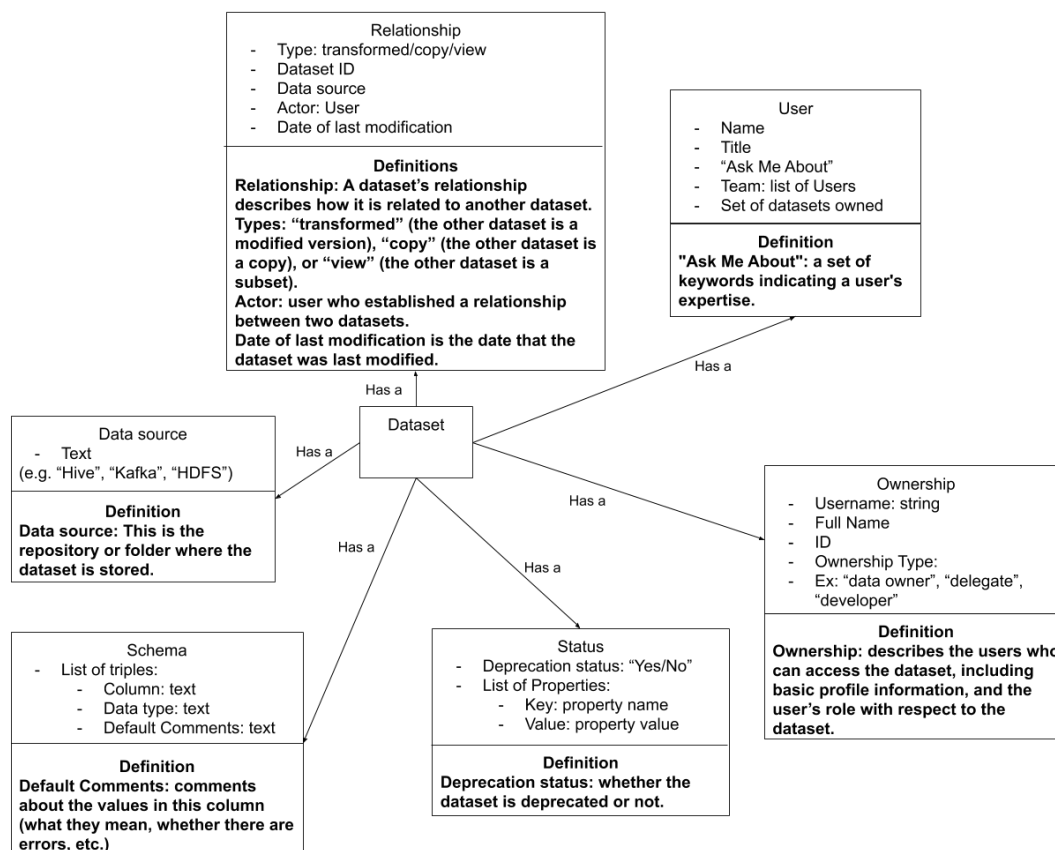 Relationship
- Type: transformed/copy/view
- Dataset ID
- Data source
- Actor: User
- Date of last modification
Definitions
Relationship: A dataset’s relationship
describes how it is related to another dataset.
Types: “transformed” (the other dataset is a
modified version), “copy” (the other dataset is
a copy), or “view” (the other dataset is a
subset).
Actor: user who established a relationship
between two datasets.
Date of last modification is the date that the
dataset was last modified.
User
- Name
- Title
- “Ask Me About”
- Team: list of Users
- Set of datasets owned
Definition
"Ask Me About": a set of
keywords indicating a user's
expertise.
Has a
Has a
Dataset
Data source
- Text
(e.g. “Hive”, “Kafka”, “HDFS”)
Definition
Data source: This is the
repository or folder where the
dataset is stored.
Has a
Has a
Has a
Has a
Ownership
- Username: string
- Full Name
- ID
- Ownership Type:
- Ex: “data owner”, “delegate”,
“developer”
Definition
Ownership: describes the users who
can access the dataset, including
basic profile information, and the
user’s role with respect to the
dataset.
Schema
- List of triples:
- Column: text
- Data type: text
- Default Comments: text
Definition
Default Comments: comments
about the values in this column
(what they mean, whether there are
errors, etc.)
Status
- Deprecation status: “Yes/No”
- List of Properties:
- Key: property name
- Value: property value
Definition
Deprecation status: whether the
dataset is deprecated or not.